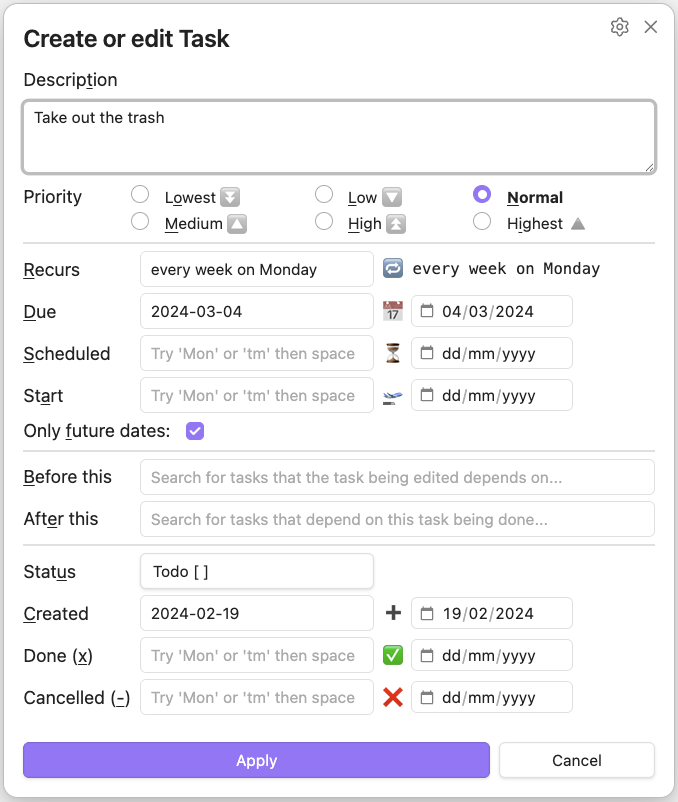 Create or edit Task
Description
Take out the trash
Priority Lowest Low Normal
Medium High Highest
Recurs every week on Monday every week on Monday
Due 2024-03-04 17 04/03/2024
Scheduled Try 'Mon' or 'tm' then space dd/mm/yyyy
Start Try 'Mon' or 'tm' then space dd/mm/yyyy
Only future dates:
Before this Search for tasks that the task being edited depends on...
After this Search for tasks that depend on this task being done...
Status Todo [ ]
Created 2024-02-19 19/02/2024
Done (x) Try 'Mon' or 'tm' then space dd/mm/yyyy
Cancelled (-) Try 'Mon' or 'tm' then space dd/mm/yyyy
Apply Cancel